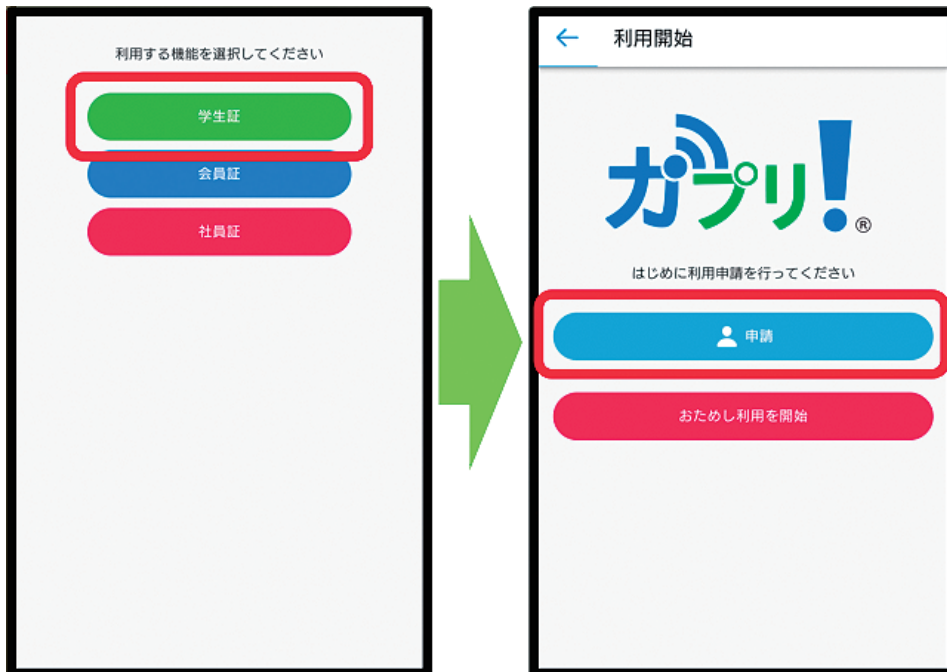 利用する機能を選択してください
学生証
会員証
社員証
利用開始
ガプリ!®
はじめに利用申請を行ってください
申請
おためし利用を開始